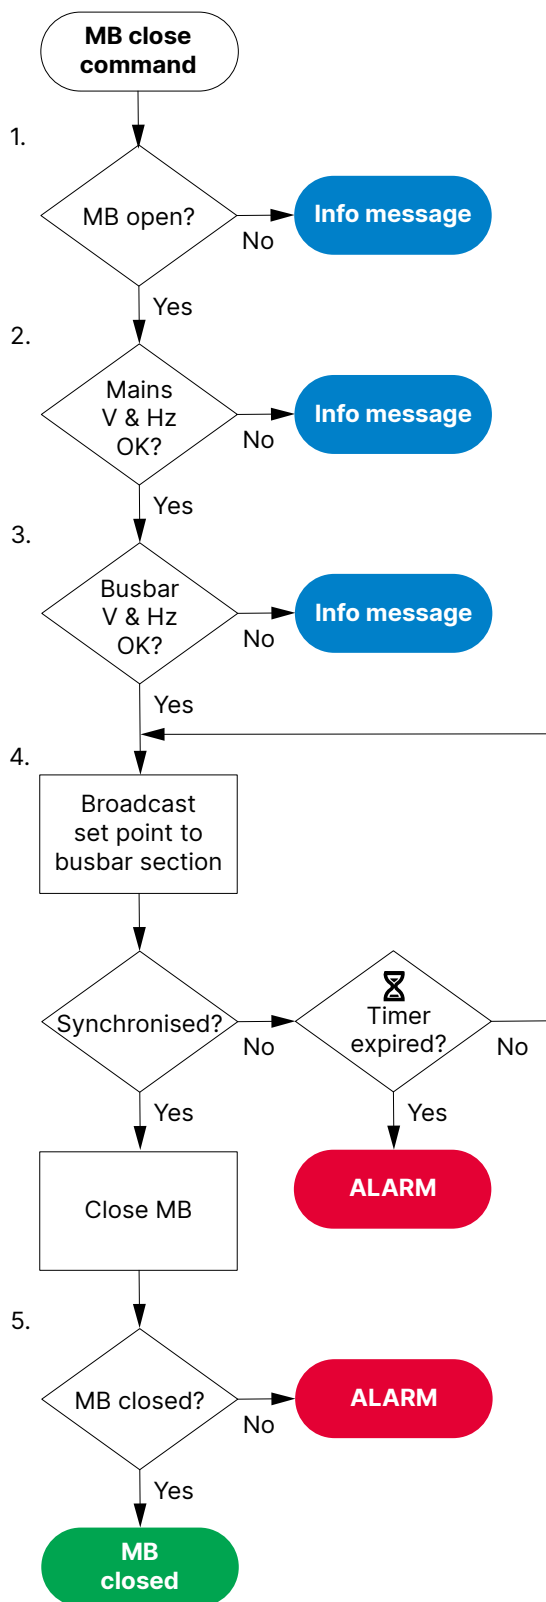 MB close
command
1.
MB open?
Info message
No
Yes
2.
Mains
V & Hz
OK?
Info message
No
Yes
3.
Busbar
V & Hz
OK?
Info message
No
Yes
4.
Broadcast
set point to
busbar section
Synchronised?
No
Timer
expired?
No
Yes
Yes
Close MB
ALARM
5.
MB closed?
ALARM
No
Yes
MB
closed